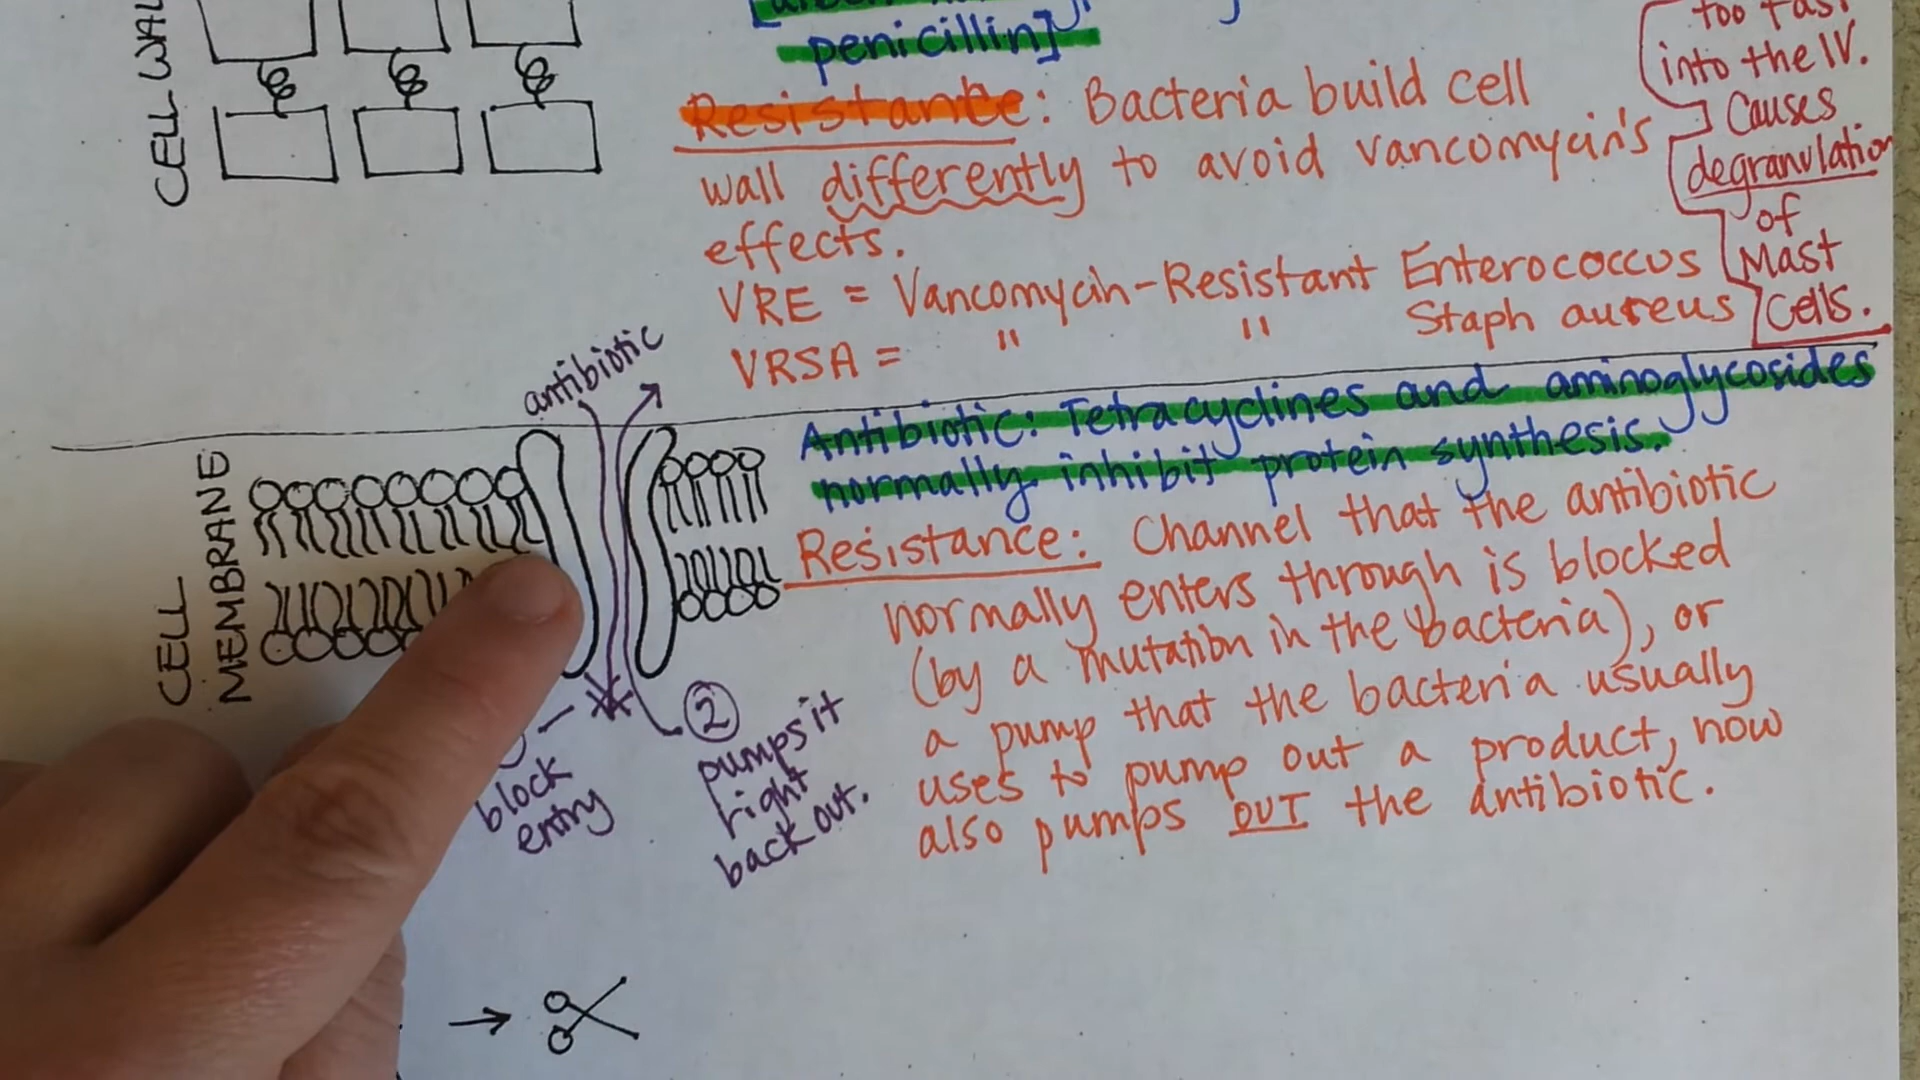 CELL WAL
penicillin]
Resistance: Bacteria build cell
wall differently to avoid vancomycin's
effects.
VRE = Vancomycin-Resistant Enterococcus
VRSA = " " Staph aureus
too fas
into the IV.
Causes
degranulation
of
Mast
Cells.
antibiotic
CELL
MEMBRANE
block
entry
2
pumps it
right
back out.
Antibiotic: Tetracyclines and aminoglycosides
normally inhibit protein synthesis.
Resistance: Channel that the antibiotic
normally enters through is blocked
(by a mutation in the bacteria), or
a pump that the bacteria usually
uses to pump out a product, now
also pumps OUT the antibiotic.